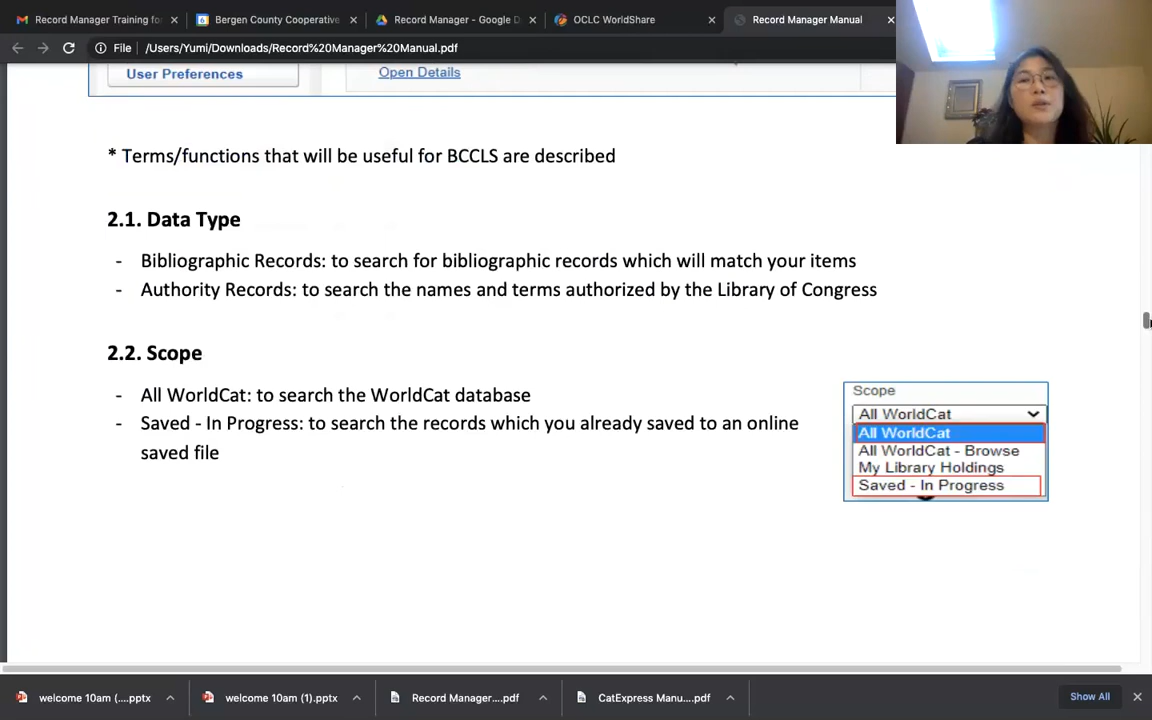 Record Manager Training for
Bergen County Cooperative
Record Manager - Google D
OCLC WorldShare
Record Manager Manual
File
/Users/Yumi/Downloads/Record%20Manager%20Manual.pdf
User Preferences
Open Details
* Terms/functions that will be useful for BCCLS are described
2.1. Data Type
- Bibliographic Records: to search for bibliographic records which will match your items
- Authority Records: to search the names and terms authorized by the Library of Congress
2.2. Scope
- All WorldCat: to search the WorldCat database
- Saved - In Progress: to search the records which you already saved to an online
saved file
Scope
All WorldCat
All WorldCat
All WorldCat - Browse
My Library Holdings
Saved - In Progress
welcome 10am (....pptx
welcome 10am (1).pptx
Record Manager....pdf
CatExpress Manu....pdf
Show All